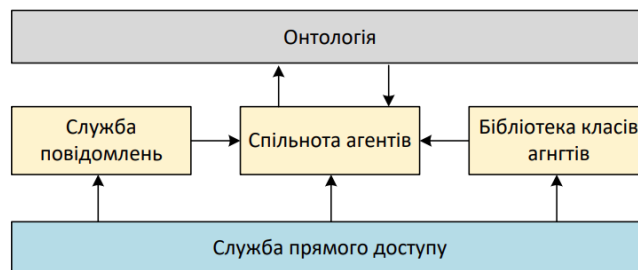 Онтологія
Служба
повідомлень
Спільнота агентів
Бібліотека класів
агнгтів
Служба прямого доступу